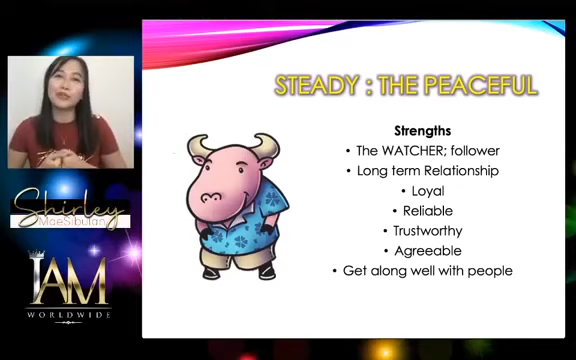 STEADY : THE PEACEFUL
Strengths
• The WATCHER; follower
• Long term Relationship
• Loyal
• Reliable
• Trustworthy
• Agreeable
• Get along well with people
Shirley
MaeSibulan
IAM
WORLDWIDE